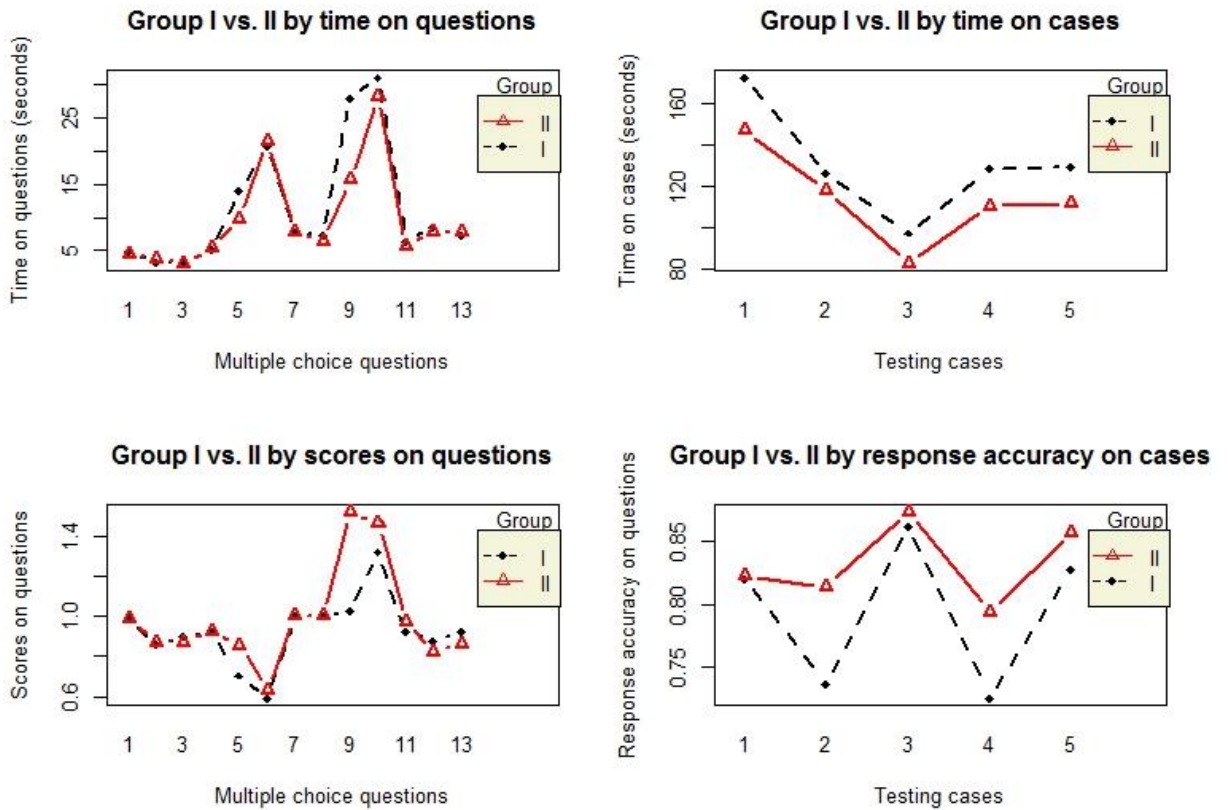 Group I vs. II by time on questions
Time on questions (seconds)
25
15
5
1 3 5 7 9 11 13
Multiple choice questions
Group
II
I
Group I vs. II by time on cases
Time on cases (seconds)
160
120
80
1 2 3 4 5
Testing cases
Group
I
II
Group I vs. II by scores on questions
Scores on questions
1.4
1.0
0.6
1 3 5 7 9 11 13
Multiple choice questions
Group
I
II
Group I vs. II by response accuracy on cases
Response accuracy on questions
0.85
0.80
0.75
1 2 3 4 5
Testing cases
Group
II
I